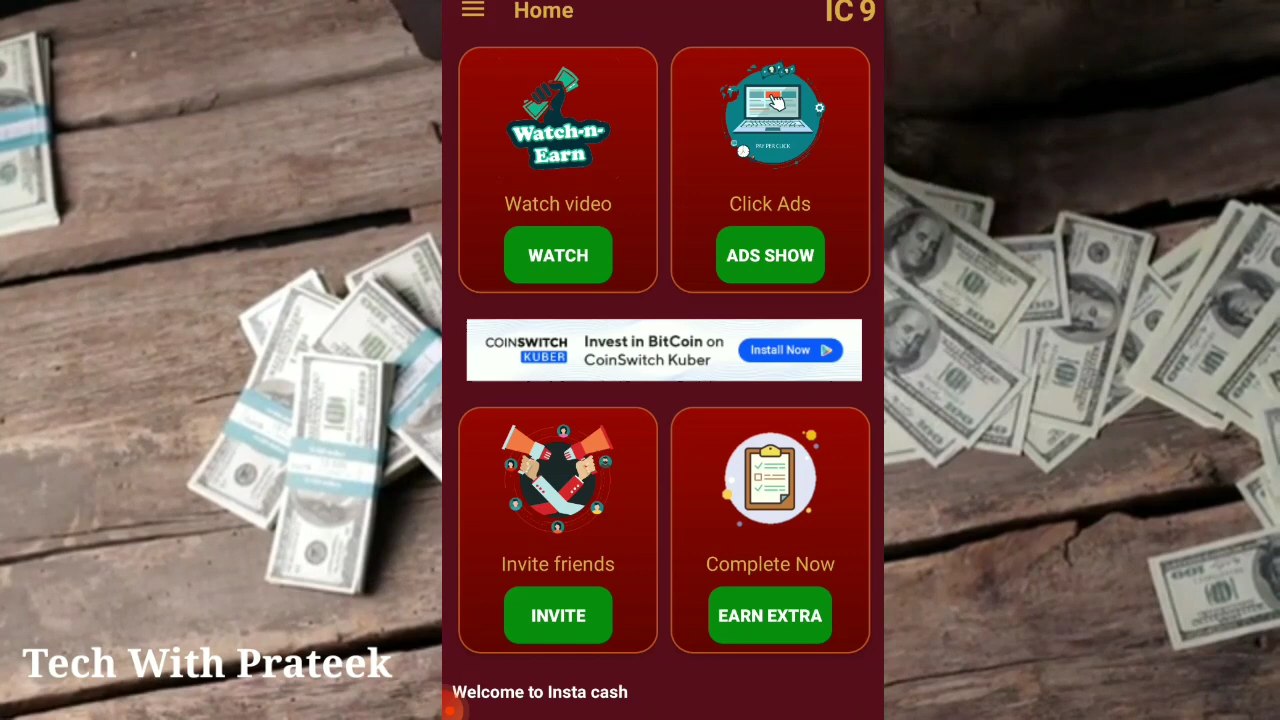 Home
IC 9
Watch-n-
Earn
PAY PER CLICK
Watch video
Click Ads
WATCH
ADS SHOW
COINSWITCH
KUBER
Invest in BitCoin on
CoinSwitch Kuber
Install Now
Invite friends
Complete Now
INVITE
EARN EXTRA
Tech With Prateek
Welcome to Insta cash